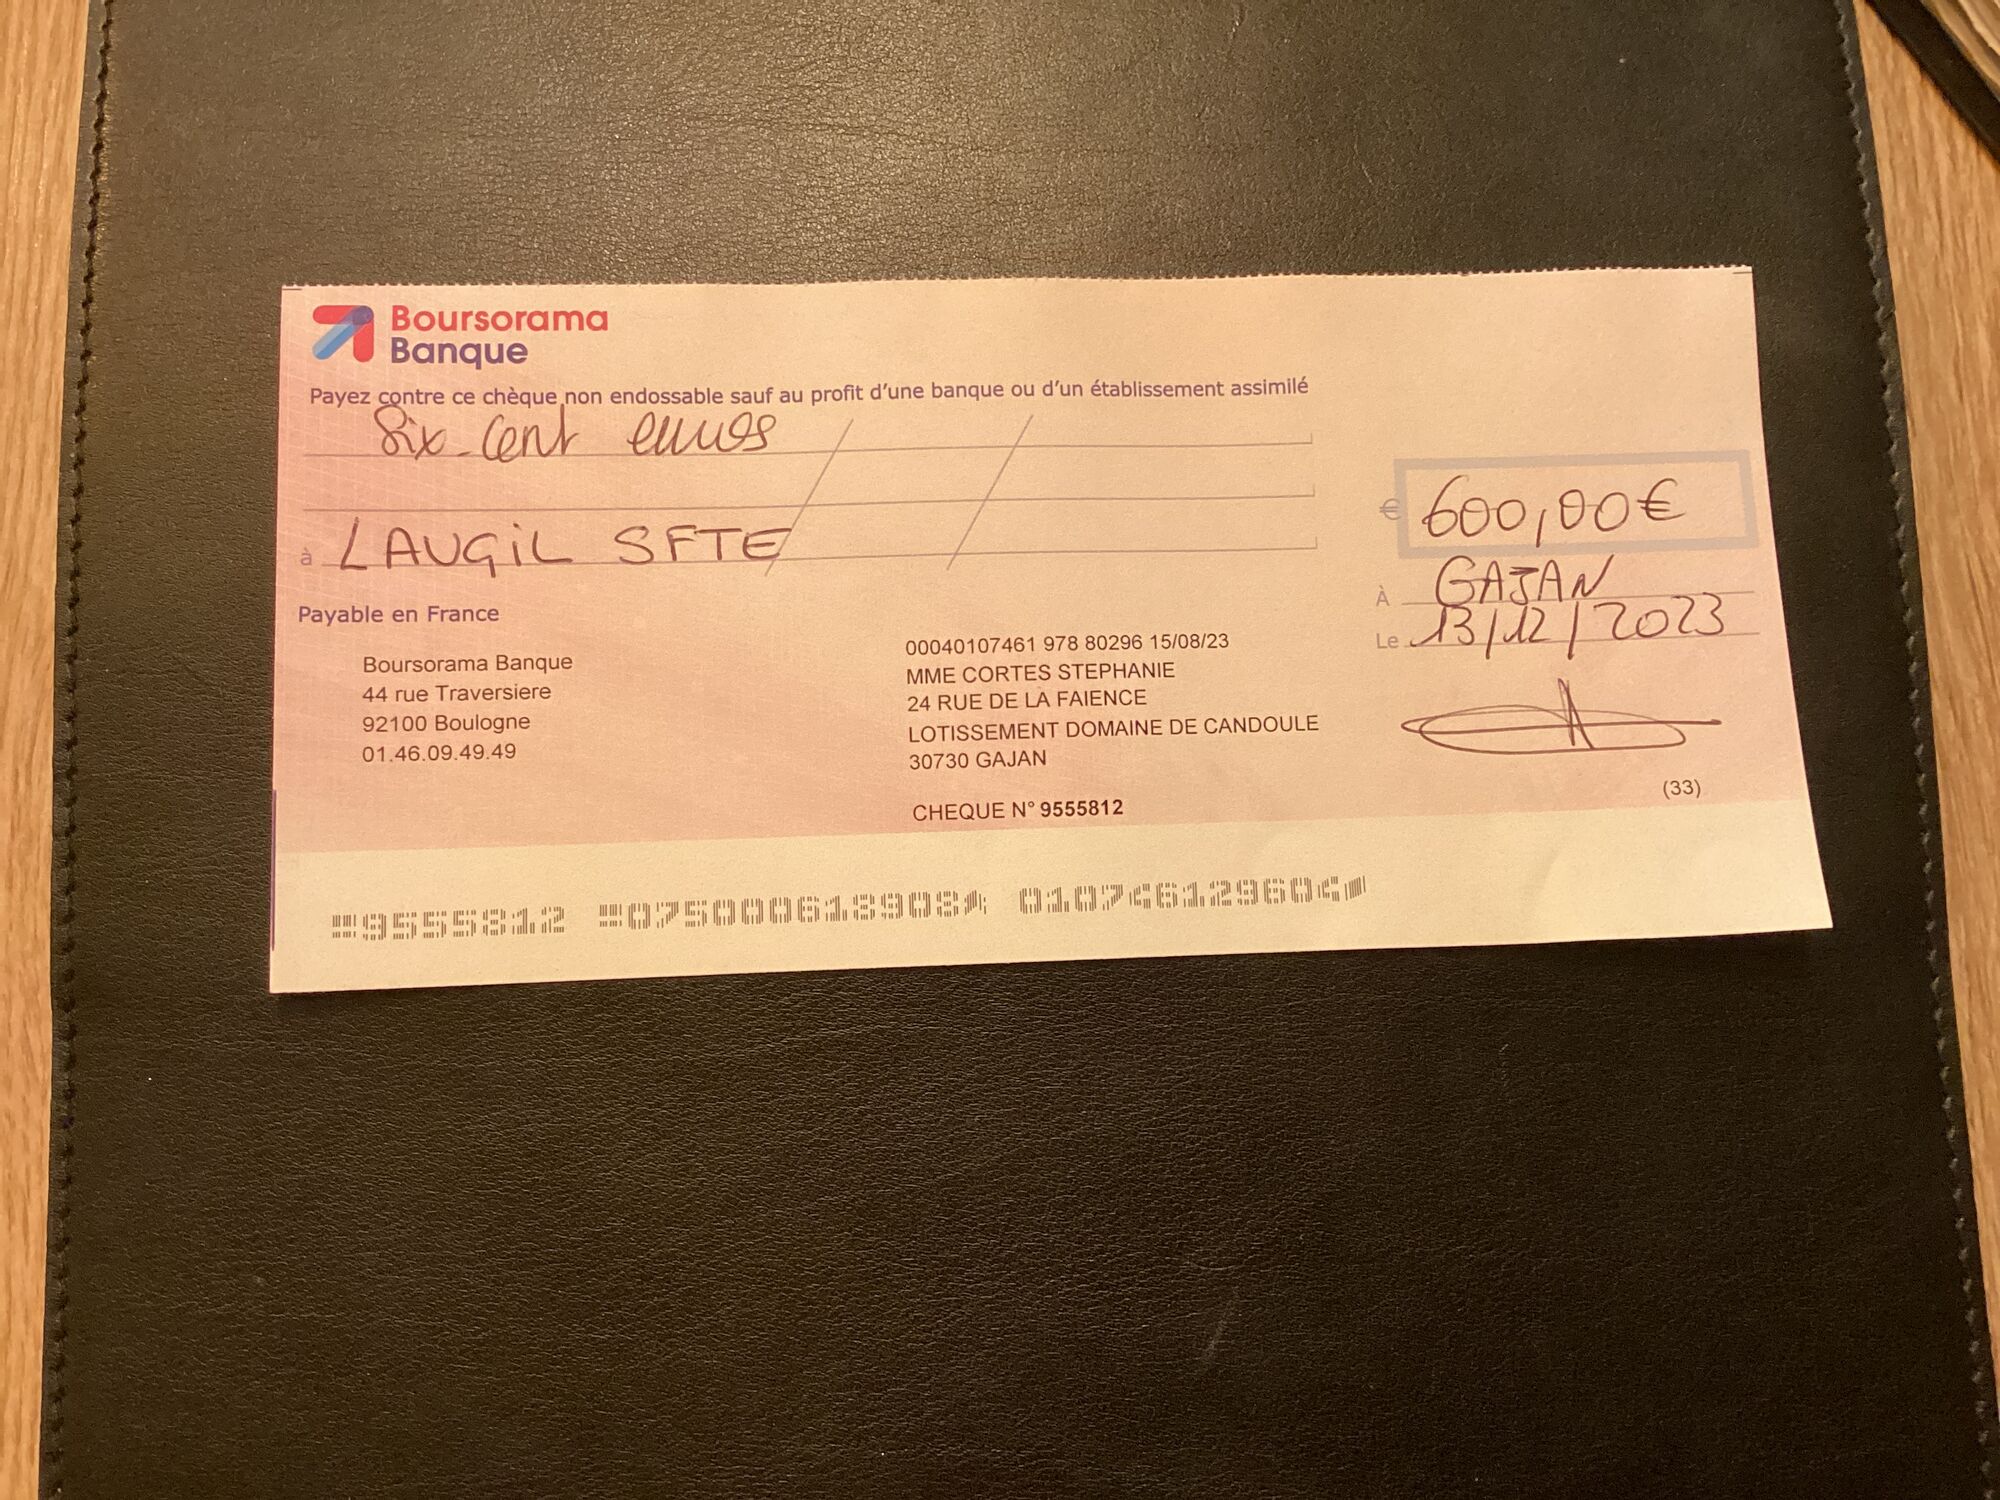 Boursorama
Banque
Payez contre ce chèque non endossable sauf au profit d'une banque ou d'un établissement assimilé
Six-Cent euros
€ 600,00€
à LAUGiL SFTE
À GAJAN
Le 13/12/2023
Payable en France
Boursorama Banque
44 rue Traversiere
92100 Boulogne
01.46.09.49.49
00040107461 978 80296 15/08/23
MME CORTES STEPHANIE
24 RUE DE LA FAIENCE
LOTISSEMENT DOMAINE DE CANDOULE
30730 GAJAN
CHEQUE N° 9555812
(33)
9555812 075000618908 010746129604